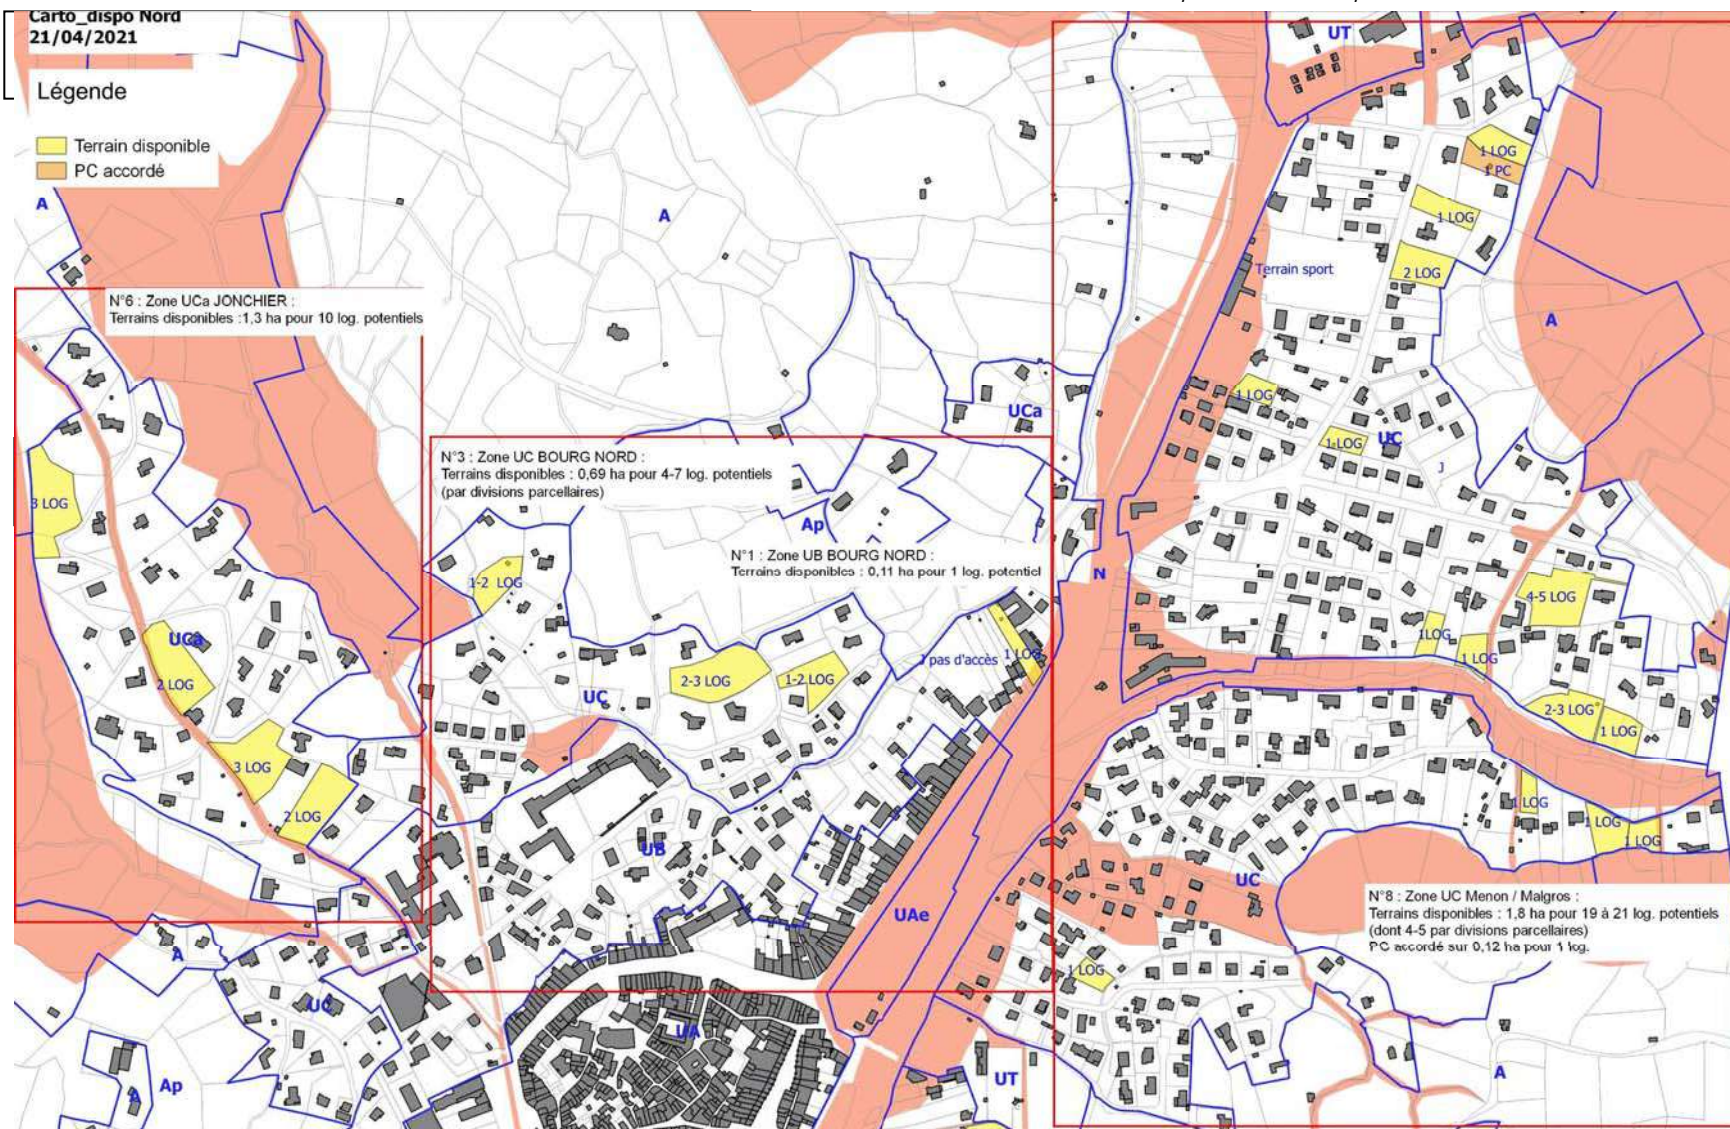 Carto_dispo Nord
21/04/2021
Légende
Terrain disponible
PC accordé
UT
A
A
1 LOG
1 PC
1 LOG
2 LOG
Terrain sport
A
N°6 : Zone UCa JONCHIER :
Terrains disponibles :1,3 ha pour 10 log. potentiels
UCa
1 LOG
1 LOG
UC
J
N°3 : Zone UC BOURG NORD :
Terrains disponibles : 0,69 ha pour 4-7 log. potentiels
(par divisions parcellaires)
3 LOG
Ap
N°1 : Zone UB BOURG NORD :
Terrains disponibles : 0,11 ha pour 1 log. potentiel
N
1-2 LOG
4-5 LOG
UCa
J pas d'accès
1 LOG
1LOG
1 LOG
2 LOG
2-3 LOG
1-2 LOG
UC
2-3 LOG
1 LOG
3 LOG
2 LOG
1 LOG
1 LOG
1 LOG
UB
UC
N°8 : Zone UC Menon / Malgros :
Terrains disponibles : 1,8 ha pour 19 à 21 log. potentiels
(dont 4-5 par divisions parcellaires)
PC accordé sur 0,12 ha pour 1 log.
UAe
A
1 LOG
UC
UA
Ap
A
UT
A